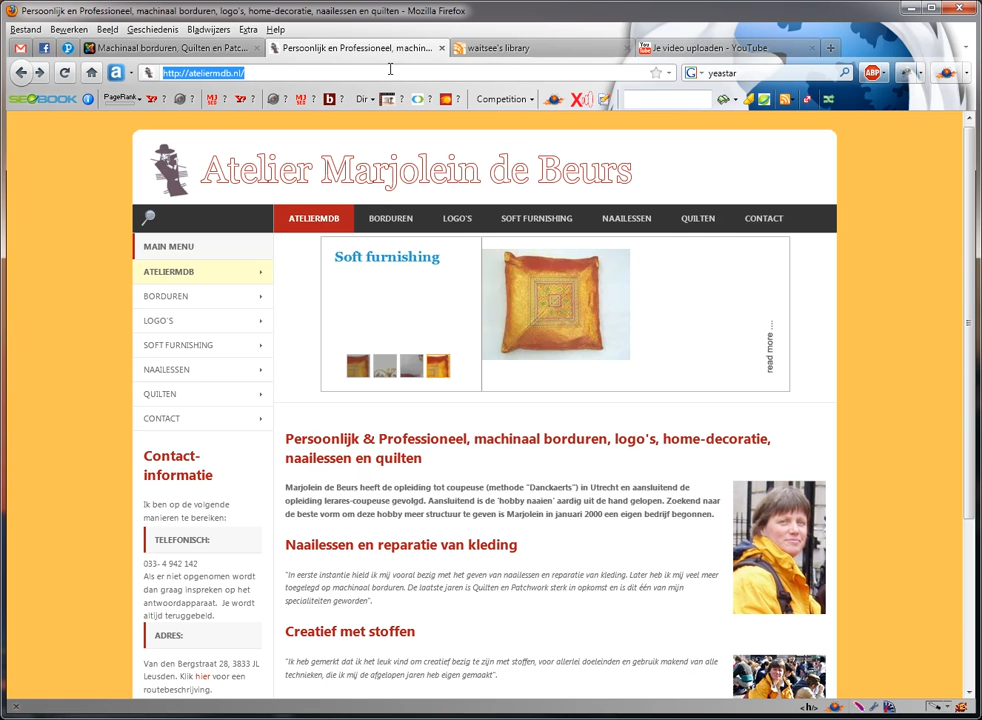 Persoonlijk en Professioneel, machinaal borduren, logo's, home-decoratie, naailessen en quilten - Mozilla Firefox
Bestand Bewerken Beeld Geschiedenis Bladwijzers Extra Help
Machinaal borduren, Quilten en Patc...
Persoonlijk en Professioneel, machin...
waitsee's library
Je video uploaden - YouTube
http://ateliermdb.nl/
yeastar
SEOBOOK PageRank ? ? ? ? ? ? ? Dir ? ? ? Competition
Atelier Marjolein de Beurs
ATELIERMDB BORDUREN LOGO'S SOFT FURNISHING NAAILESSEN QUILTEN CONTACT
MAIN MENU
ATELIERMDB
BORDUREN
LOGO'S
SOFT FURNISHING
NAAILESSEN
QUILTEN
CONTACT
Soft furnishing
read more ....
Contact-
informatie
Ik ben op de volgende
manieren te bereiken:
TELEFONISCH:
033- 4 942 142
Als er niet opgenomen wordt
dan graag inspreken op het
antwoordapparaat. Je wordt
altijd teruggebeld.
ADRES:
Van den Bergstraat 28, 3833 JL
Leusden. Klik hier voor een
routebeschrijving.
Persoonlijk & Professioneel, machinaal borduren, logo's, home-decoratie,
naailessen en quilten
Marjolein de Beurs heeft de opleiding tot coupeuse (methode "Danckaerts") in Utrecht en aansluitend de
opleiding lerares-coupeuse gevolgd. Aansluitend is de 'hobby naaien' aardig uit de hand gelopen. Zoekend naar
de beste vorm om deze hobby meer structuur te geven is Marjolein in januari 2000 een eigen bedrijf begonnen.
Naailessen en reparatie van kleding
"In eerste instantie hield ik mij vooral bezig met het geven van naailessen en reparatie van kleding. Later heb ik mij veel meer
toegelegd op machinaal borduren. De laatste jaren is Quilten en Patchwork sterk in opkomst en is dit één van mijn
specialiteiten geworden".
Creatief met stoffen
"Ik heb gemerkt dat ik het leuk vind om creatief bezig te zijn met stoffen, voor allerlei doeleinden en gebruik makend van alle
technieken, die ik mij de afgelopen jaren heb eigen gemaakt".